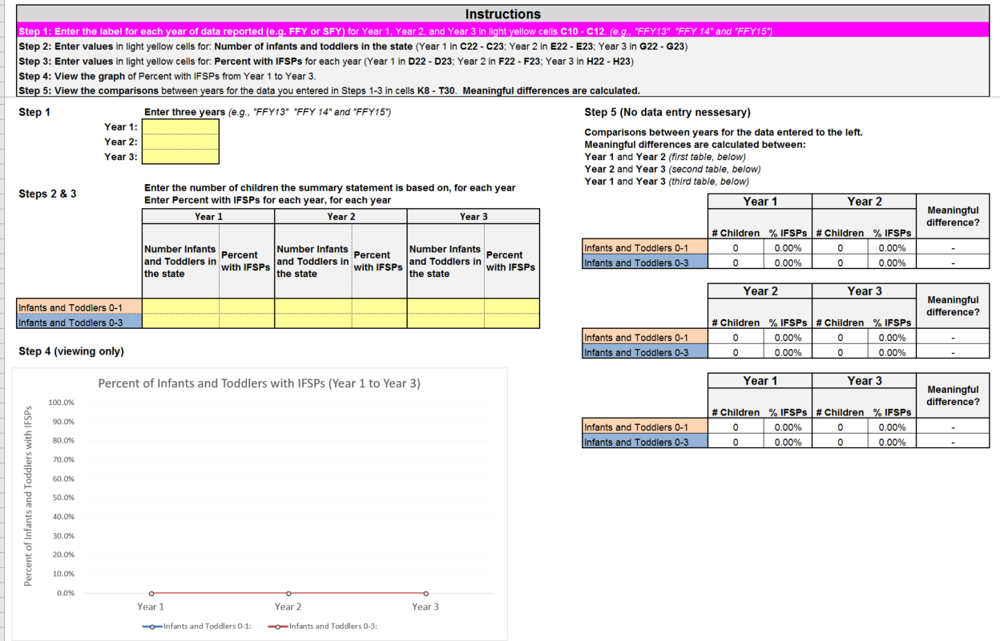 Instructions
Step 1: Enter the label for each year of data reported (e.g. FFY or SFY) for Year 1, Year 2, and Year 3 in light yellow cells C10 - C12. (e.g., "FFY13" "FFY 14" and "FFY15")
Step 2: Enter values in light yellow cells for: Number of infants and toddlers in the state (Year 1 in C22 - C23; Year 2 in E22 - E23; Year 3 in G22 - G23)
Step 3: Enter values in light yellow cells for: Percent with IFSPs for each year (Year 1 in D22 - D23; Year 2 in F22 - F23; Year 3 in H22 - H23)
Step 4: View the graph of Percent with IFSPs from Year 1 to Year 3.
Step 5: View the comparisons between years for the data you entered in Steps 1-3 in cells K8 - T30. Meaningful differences are calculated.
Step 1
Enter three years (e.g., "FFY13" "FFY 14" and "FFY15")
Year 1:
Year 2:
Year 3:
Steps 2 & 3
Enter the number of children the summary statement is based on, for each year
Enter Percent with IFSPs for each year, for each year
Year 1 Year 2 Year 3
Number Infants and Toddlers in the state
Percent with IFSPs
Number Infants and Toddlers in the state
Percent with IFSPs
Number Infants and Toddlers in the state
Percent with IFSPs
Infants and Toddlers 0-1
Infants and Toddlers 0-3
Step 4 (viewing only)
Percent of Infants and Toddlers with IFSPs (Year 1 to Year 3)
Percent of Infants and Toddlers with IFSPs
100.0%
90.0%
80.0%
70.0%
60.0%
50.0%
40.0%
30.0%
20.0%
10.0%
0.0%
Year 1 Year 2 Year 3
Infants and Toddlers 0-1: Infants and Toddlers 0-3:
Step 5 (No data entry nessesary)
Comparisons between years for the data entered to the left.
Meaningful differences are calculated between:
Year 1 and Year 2 (first table, below)
Year 2 and Year 3 (second table, below)
Year 1 and Year 3 (third table, below)
Year 1 Year 2 Meaningful difference?
# Children % IFSPs # Children % IFSPs
Infants and Toddlers 0-1 0 0.00% 0 0.00% -
Infants and Toddlers 0-3 0 0.00% 0 0.00% -
Year 2 Year 3 Meaningful difference?
# Children % IFSPs # Children % IFSPs
Infants and Toddlers 0-1 0 0.00% 0 0.00% -
Infants and Toddlers 0-3 0 0.00% 0 0.00% -
Year 1 Year 3 Meaningful difference?
# Children % IFSPs # Children % IFSPs
Infants and Toddlers 0-1 0 0.00% 0 0.00% -
Infants and Toddlers 0-3 0 0.00% 0 0.00% -